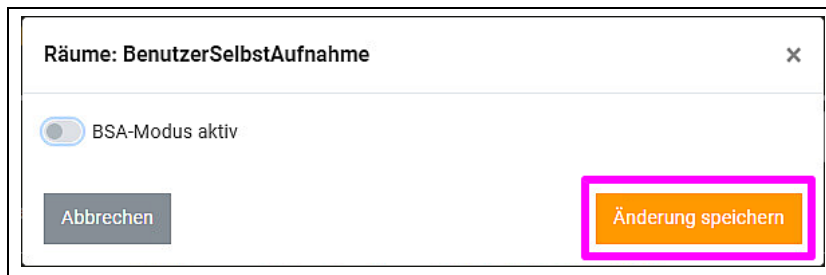 Räume: BenutzerSelbstAufnahme ×
BSA-Modus aktiv
Abbrechen Änderung speichern